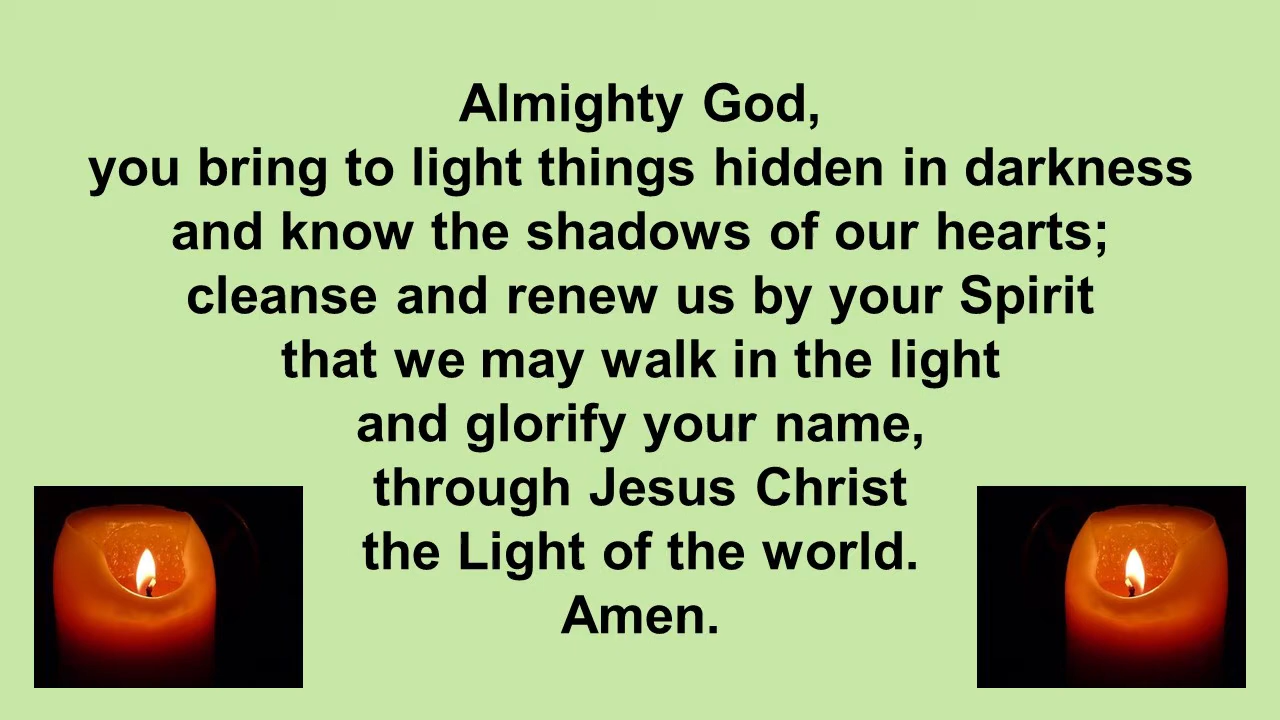 Almighty God,
you bring to light things hidden in darkness
and know the shadows of our hearts;
cleanse and renew us by your Spirit
that we may walk in the light
and glorify your name,
through Jesus Christ
the Light of the world.
Amen.